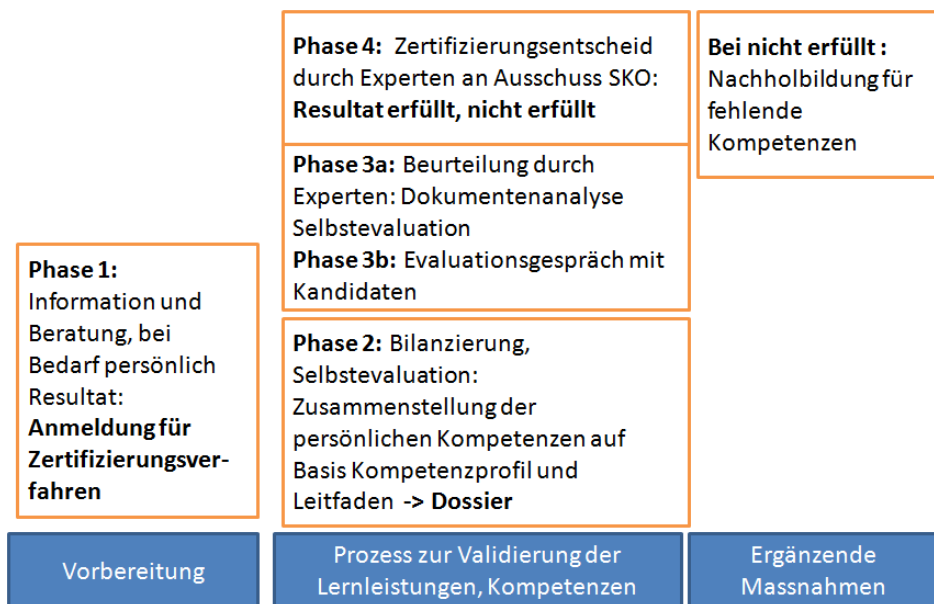 Phase 4: Zertifizierungsentscheid
durch Experten an Ausschuss SKO:
Resultat erfüllt, nicht erfüllt
Bei nicht erfüllt :
Nachholbildung für
fehlende
Kompetenzen
Phase 3a: Beurteilung durch
Experten: Dokumentenanalyse
Selbstevaluation
Phase 3b: Evaluationsgespräch mit
Kandidaten
Phase 1:
Information und
Beratung, bei
Bedarf persönlich
Resultat:
Anmeldung für
Zertifizierungsver-
fahren
Phase 2: Bilanzierung,
Selbstevaluation:
Zusammenstellung der
persönlichen Kompetenzen auf
Basis Kompetenzprofil und
Leitfaden -> Dossier
Vorbereitung
Prozess zur Validierung der
Lernleistungen, Kompetenzen
Ergänzende
Massnahmen